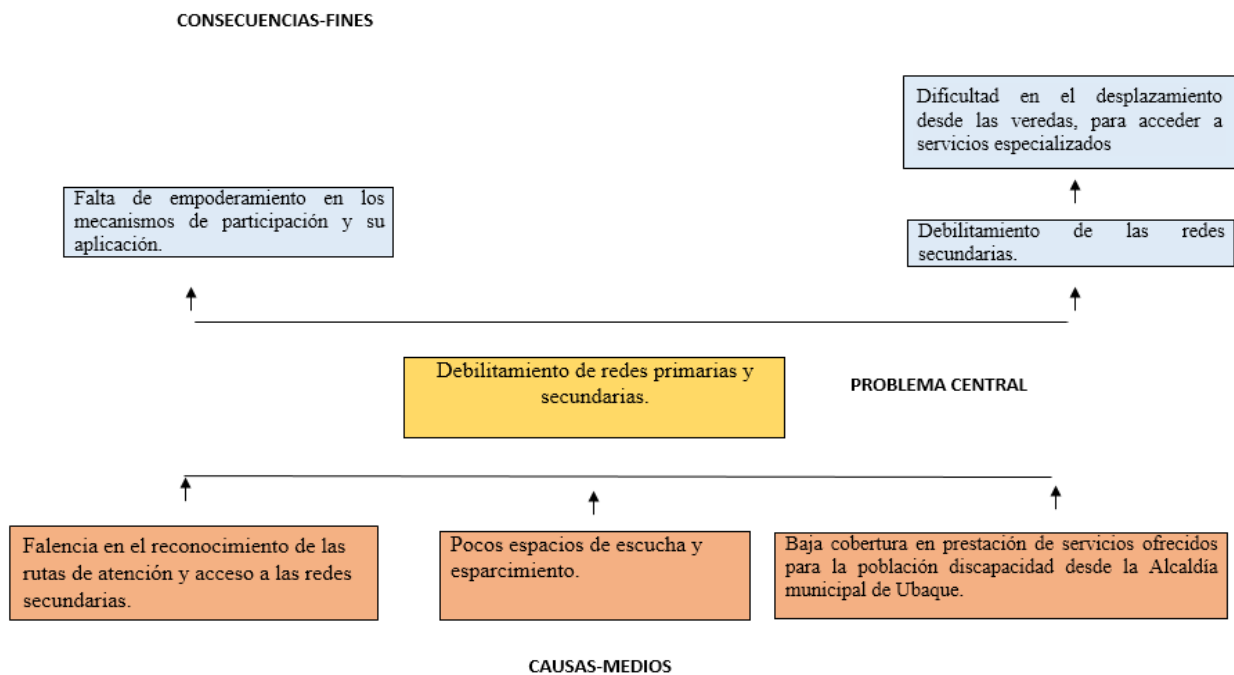 CONSECUENCIAS-FINES
Dificultad en el desplazamiento
desde las veredas, para acceder a
servicios especializados
Falta de empoderamiento en los
mecanismos de participación y su
aplicación.
Debilitamiento de las redes
secundarias.
Debilitamiento de redes primarias y
secundarias.
PROBLEMA CENTRAL
Falencia en el reconocimiento de las
rutas de atención y acceso a las redes
secundarias.
Pocos espacios de escucha y
esparcimiento.
Baja cobertura en prestación de servicios ofrecidos
para la población discapacidad desde la Alcaldía
municipal de Ubaque.
CAUSAS-MEDIOS